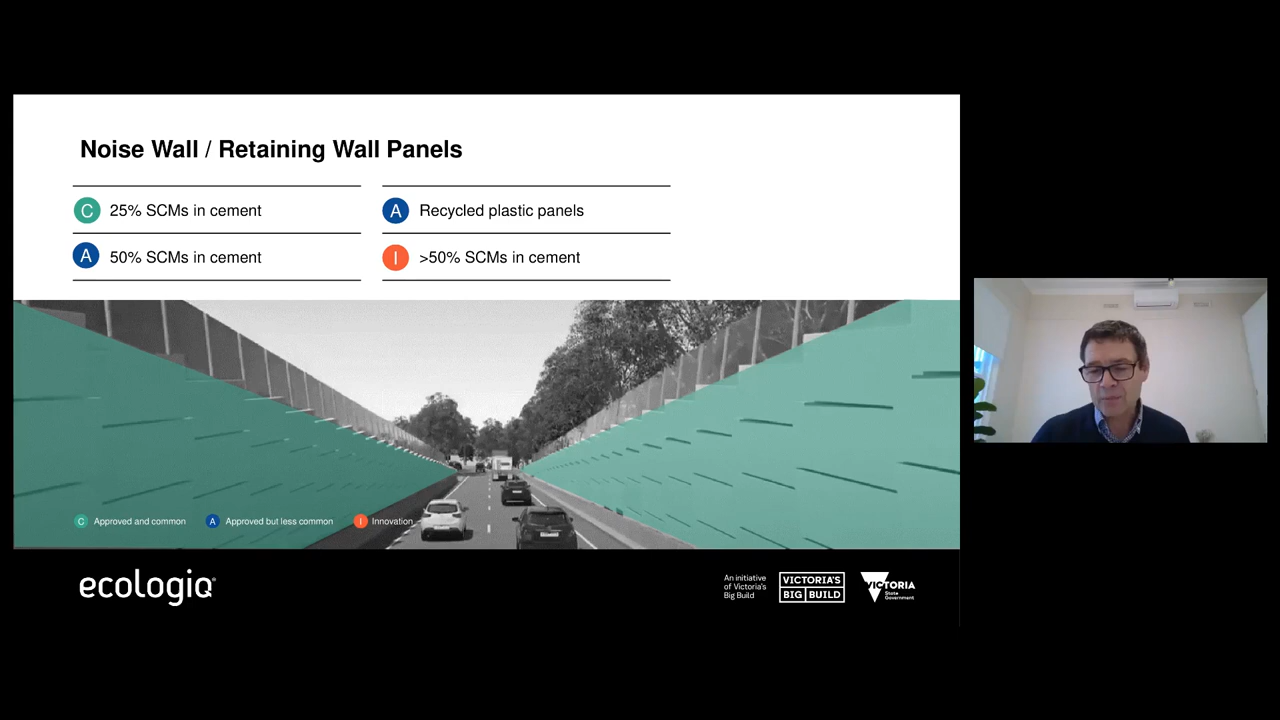 Noise Wall / Retaining Wall Panels
C 25% SCMs in cement
A Recycled plastic panels
A 50% SCMs in cement
I >50% SCMs in cement
C Approved and common
A Approved but less common
I Innovation
ecologiq
An initiative
of Victoria's
Big Build
VICTORIA'S
BIG BUILD
VICTORIA
State
Government